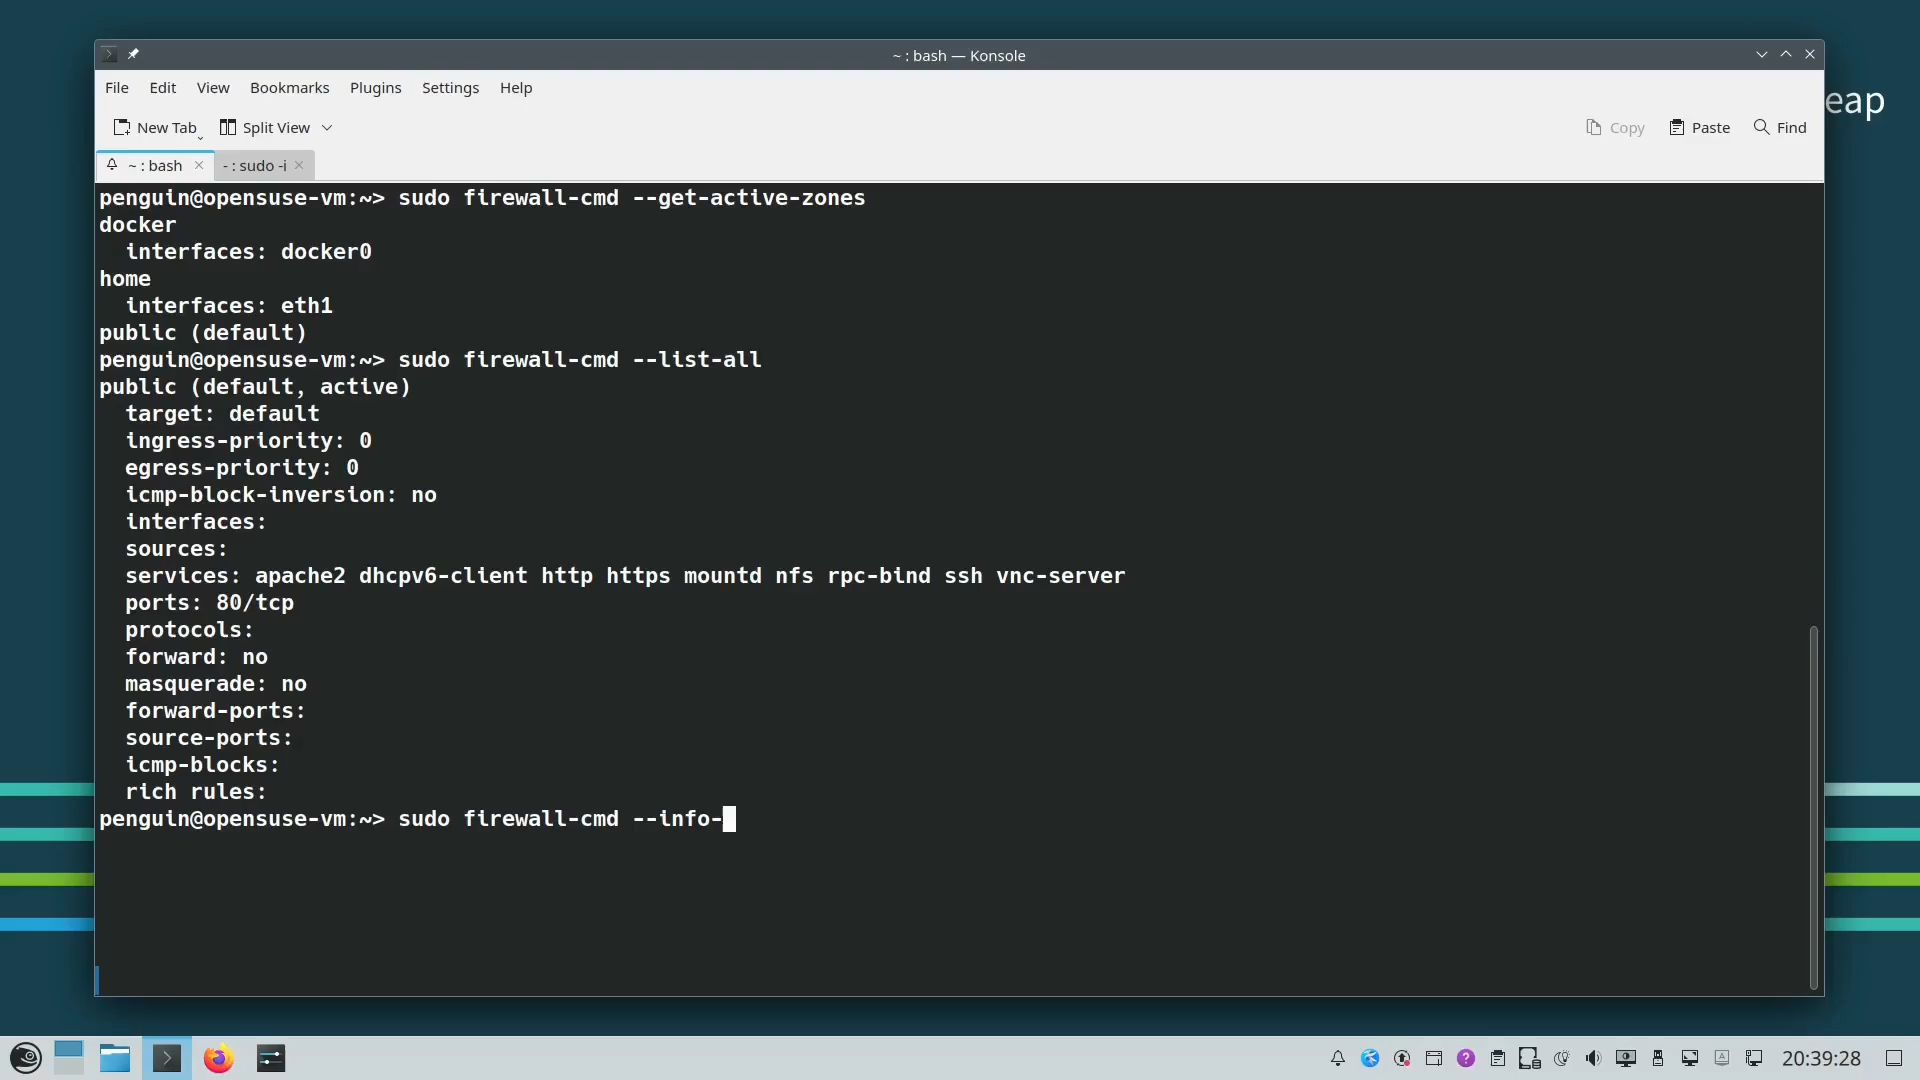 ~ : bash — Konsole
File Edit View Bookmarks Plugins Settings Help
eap
New Tab Split View Copy Paste Find
~ : bash - : sudo -i
penguin@opensuse-vm:~> sudo firewall-cmd --get-active-zones
docker
  interfaces: docker0
home
  interfaces: eth1
public (default)
penguin@opensuse-vm:~> sudo firewall-cmd --list-all
public (default, active)
  target: default
  ingress-priority: 0
  egress-priority: 0
  icmp-block-inversion: no
  interfaces:
  sources:
  services: apache2 dhcpv6-client http https mountd nfs rpc-bind ssh vnc-server
  ports: 80/tcp
  protocols:
  forward: no
  masquerade: no
  forward-ports:
  source-ports:
  icmp-blocks:
  rich rules:
penguin@opensuse-vm:~> sudo firewall-cmd --info-
20:39:28